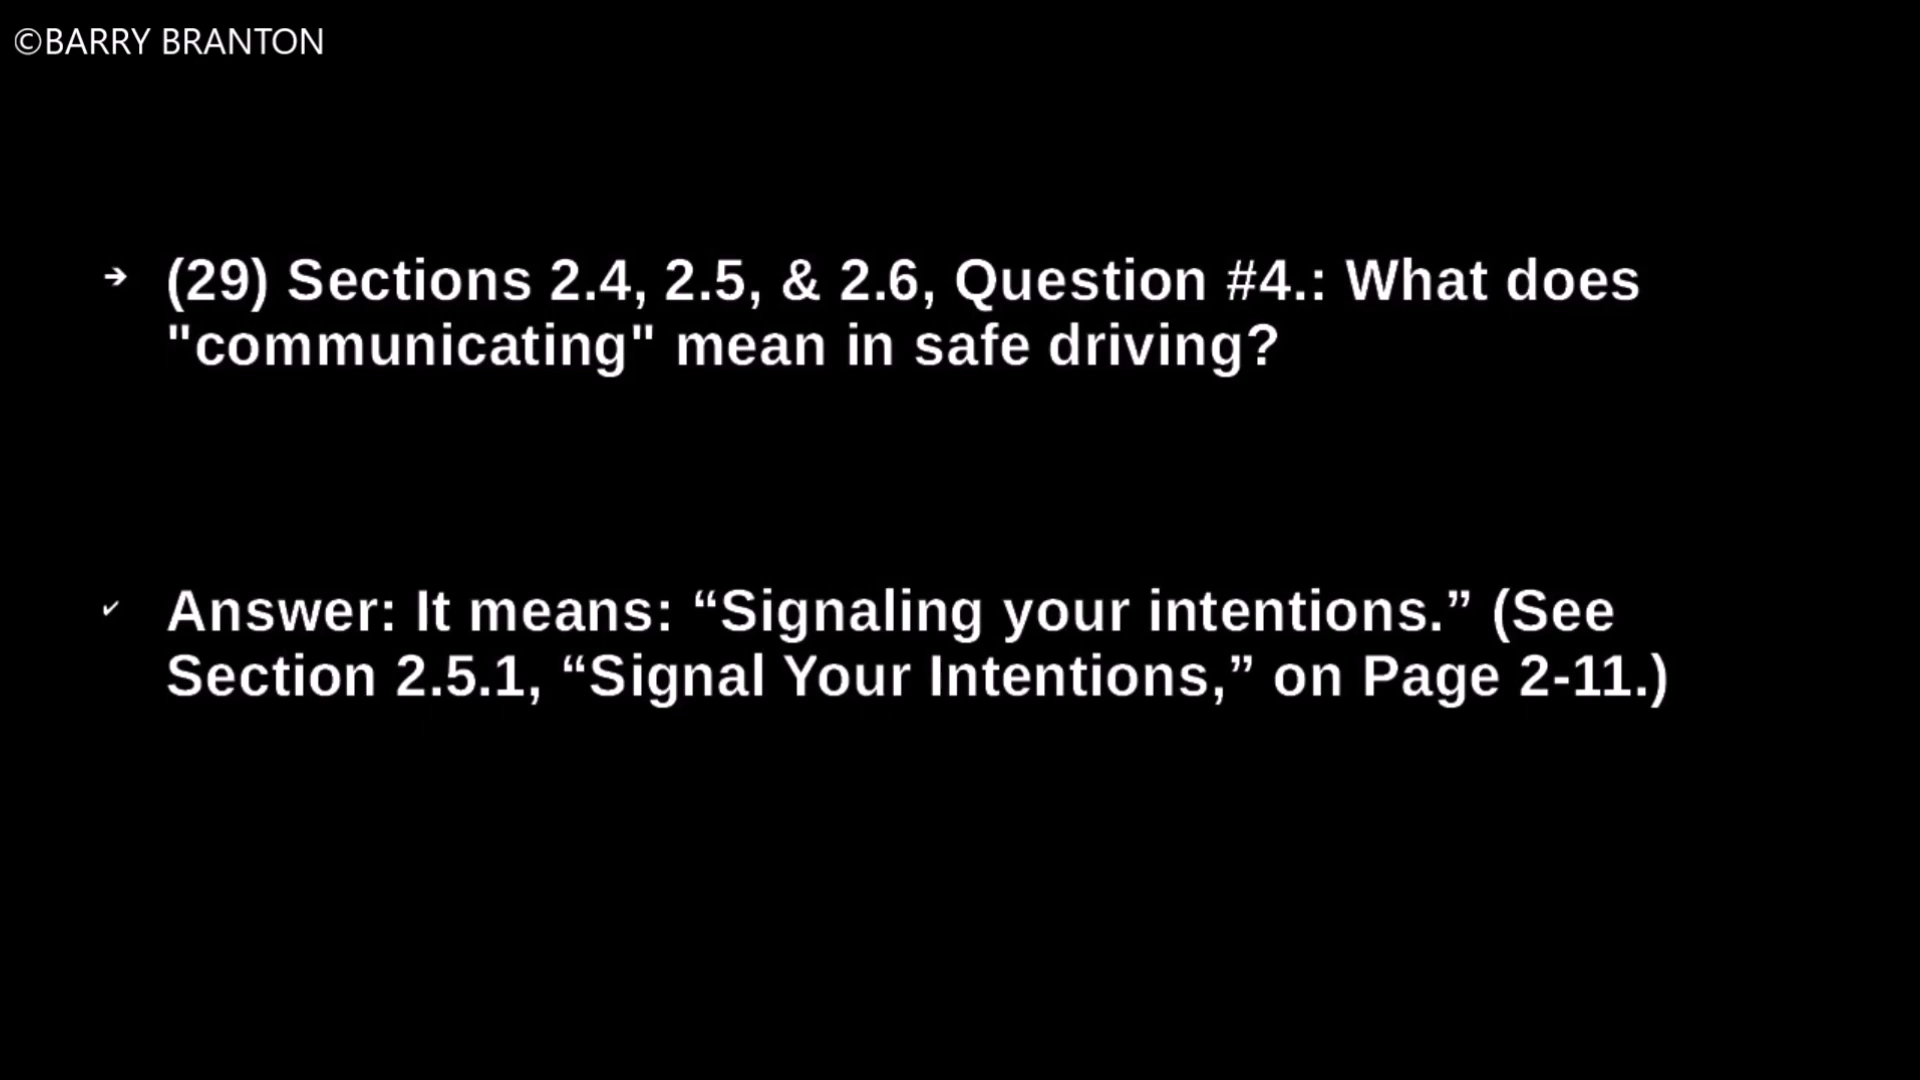 ©BARRY BRANTON
➔ (29) Sections 2.4, 2.5, & 2.6, Question #4.: What does
"communicating" mean in safe driving?
✓ Answer: It means: “Signaling your intentions.” (See
Section 2.5.1, “Signal Your Intentions,” on Page 2-11.)